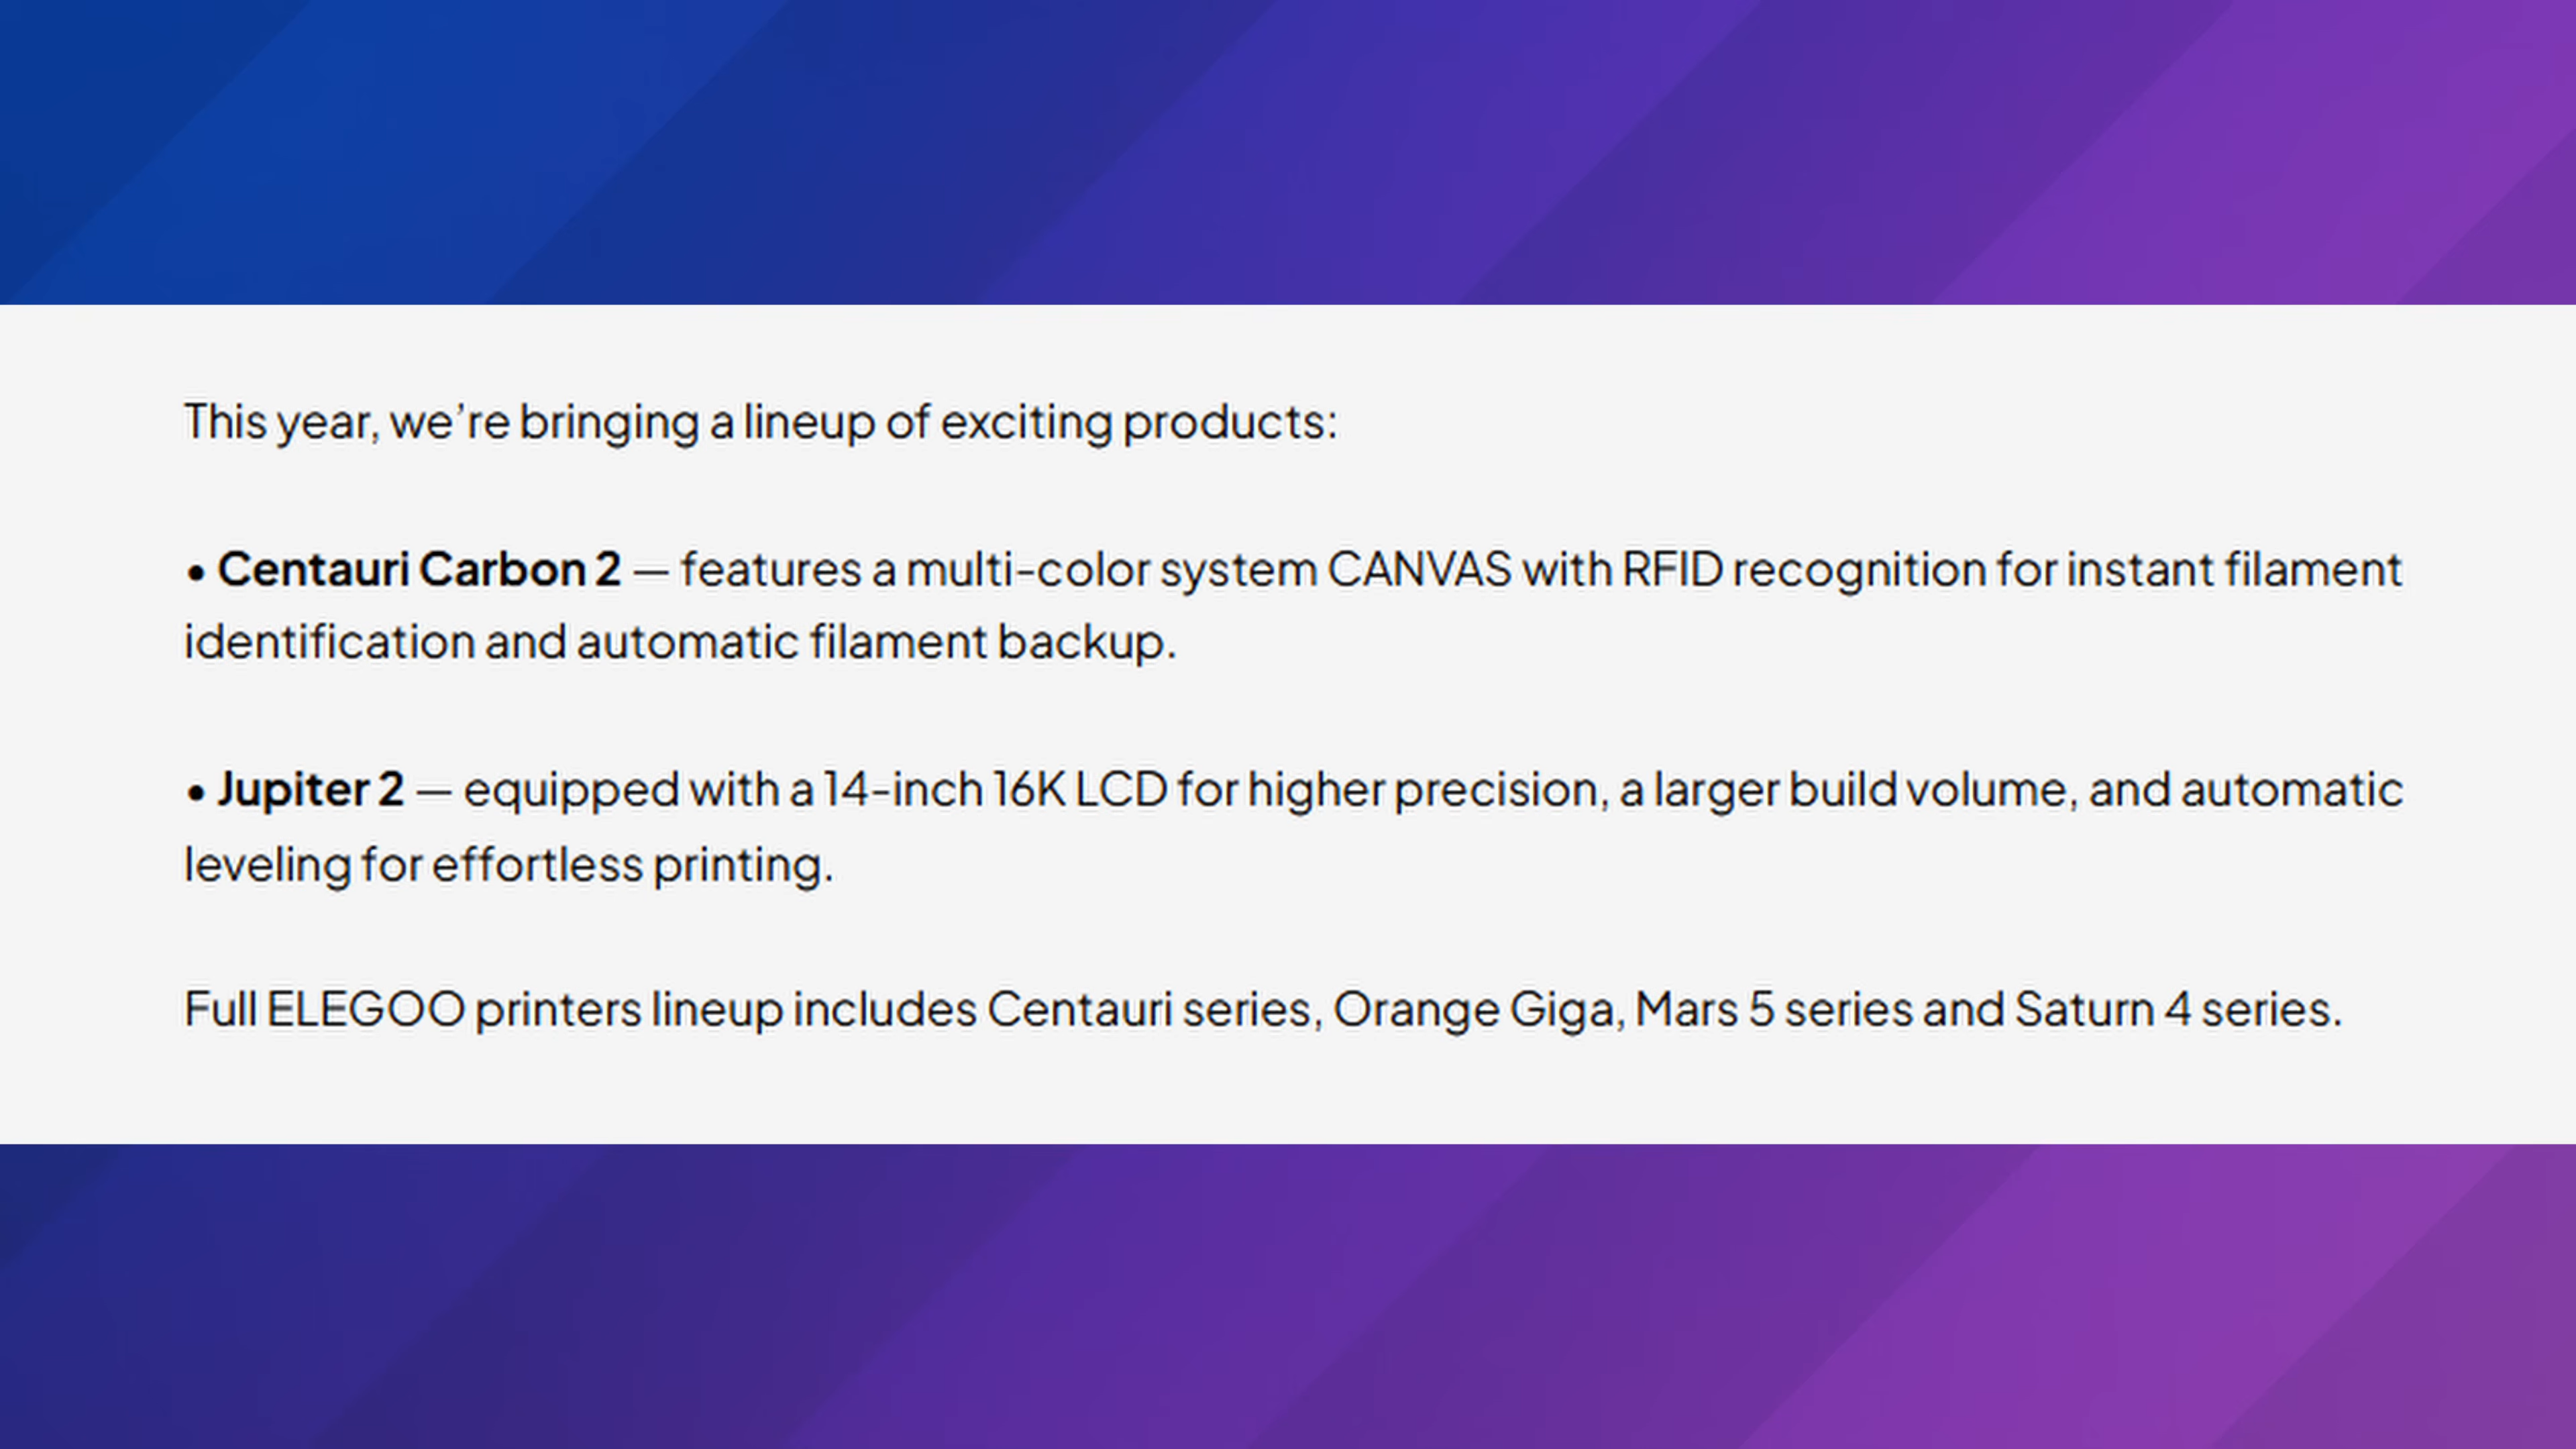 This year, we’re bringing a lineup of exciting products:
• Centauri Carbon 2 — features a multi-color system CANVAS with RFID recognition for instant filament
identification and automatic filament backup.
• Jupiter 2 — equipped with a 14-inch 16K LCD for higher precision, a larger build volume, and automatic
leveling for effortless printing.
Full ELEGOO printers lineup includes Centauri series, Orange Giga, Mars 5 series and Saturn 4 series.